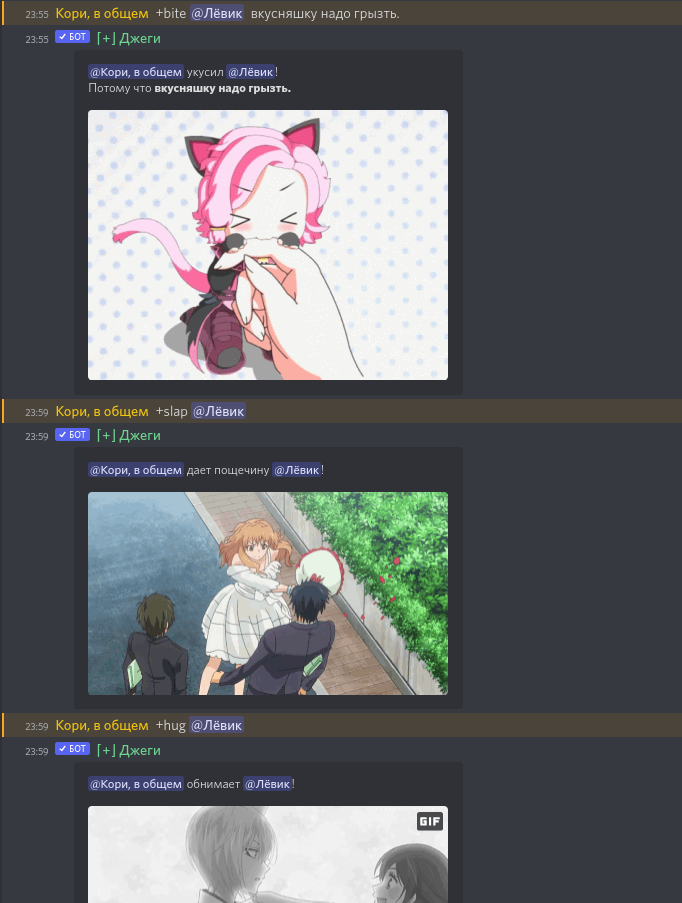 23:55 Кори, в общем +bite @Лёвик вкусняшку надо грызть.
23:55 БОТ [+] Джеги
@Кори, в общем укусил @Лёвик!
Потому что вкусняшку надо грызть.
23:59 Кори, в общем +slap @Лёвик
23:59 БОТ [+] Джеги
@Кори, в общем дает пощечину @Лёвик!
23:59 Кори, в общем +hug @Лёвик
23:59 БОТ [+] Джеги
@Кори, в общем обнимает @Лёвик!
GIF